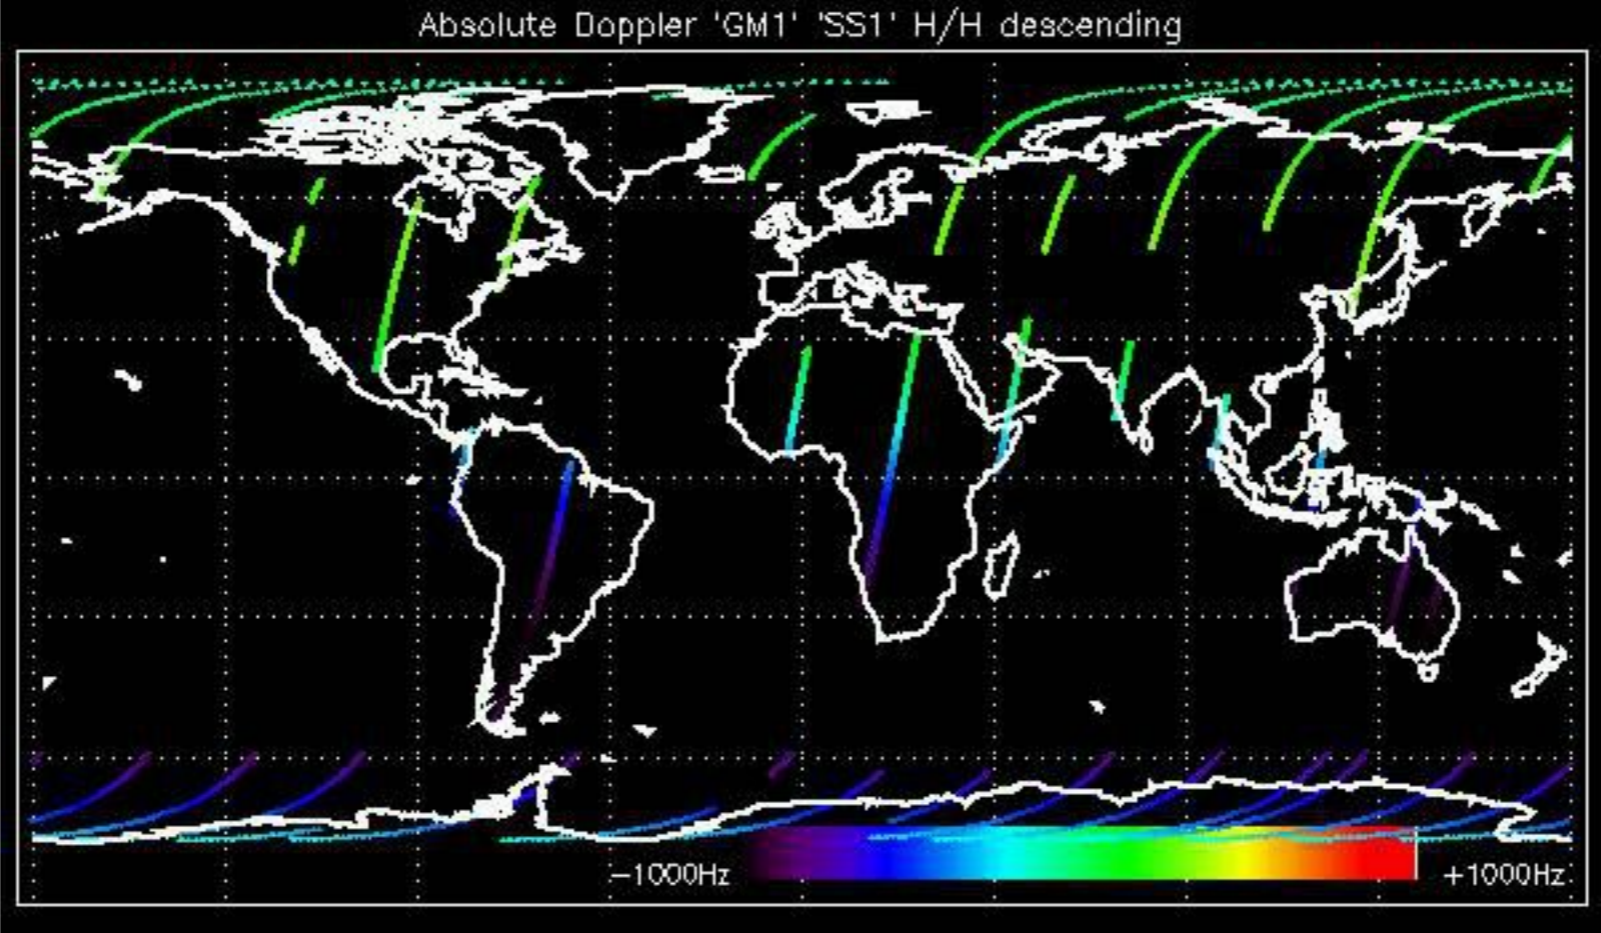 Absolute Doppler 'GM1' 'SS1' H/H descending
−1000Hz +1000Hz